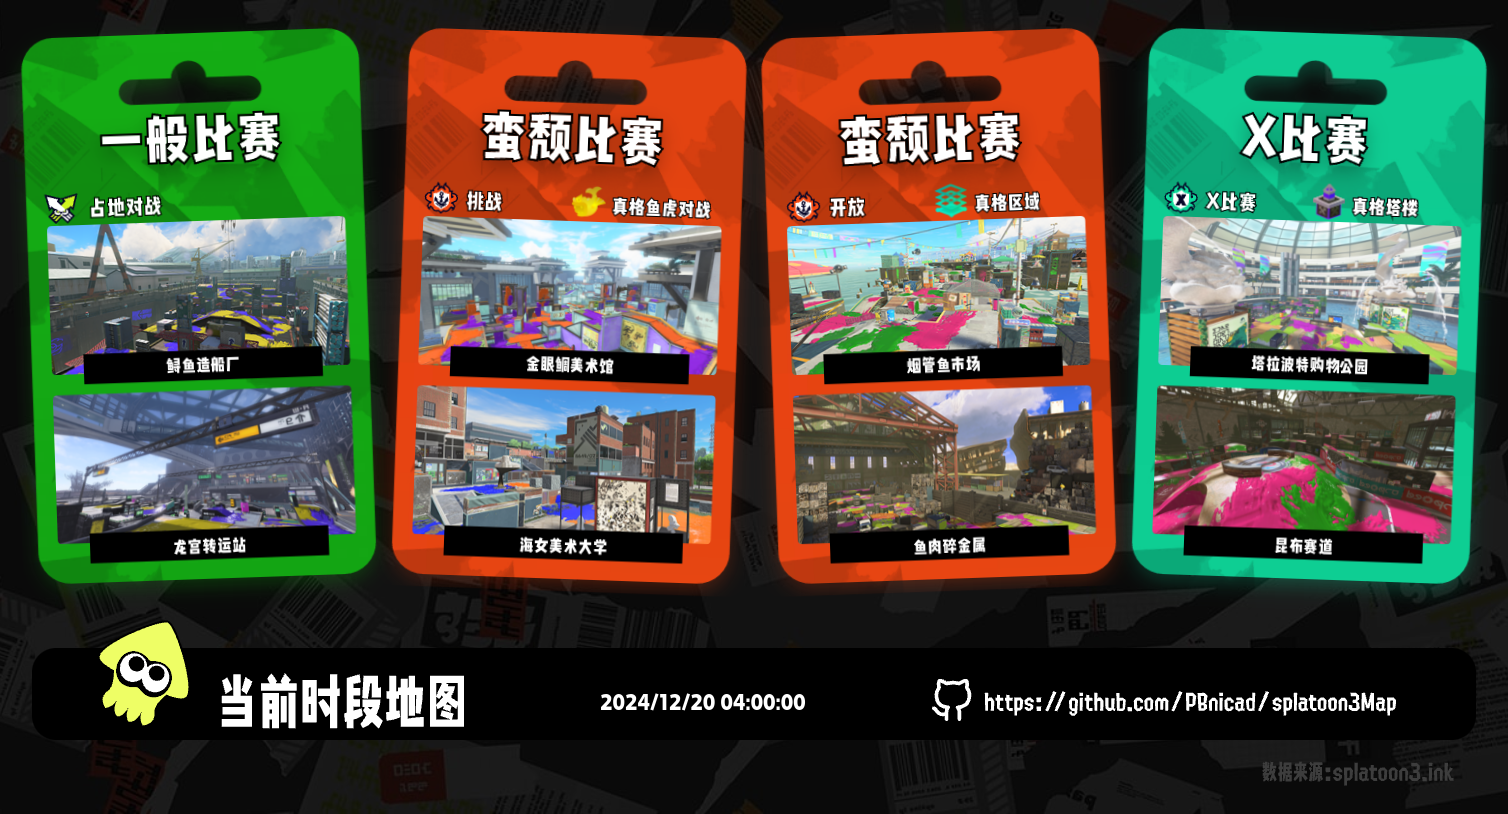 一般比赛
占地对战
鲟鱼造船厂
龙宫转运站
蛮颓比赛
挑战
真格鱼虎对战
金眼鲷美术馆
海女美术大学
蛮颓比赛
开放
真格区域
烟管鱼市场
鱼肉碎金属
X比赛
X比赛
真格塔楼
塔拉波特购物公园
昆布赛道
当前时段地图
2024/12/20 04:00:00
https://github.com/PBnicad/splatoon3Map
数据来源:splatoon3.ink